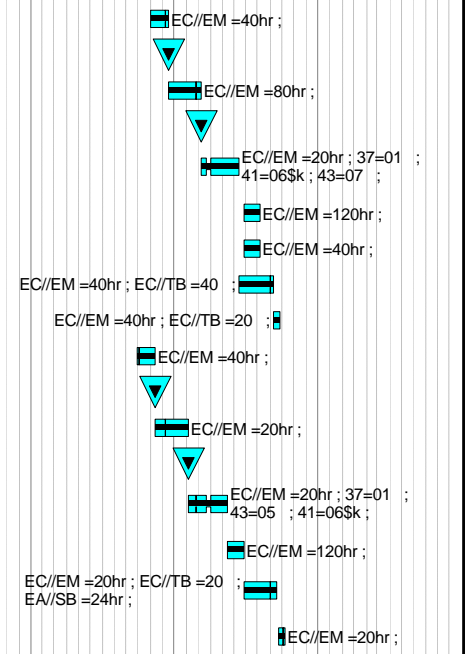 EC//EM =40hr ;
EC//EM =80hr ;
EC//EM =20hr ; 37=01 ;
41=06$k ; 43=07 ;
EC//EM =120hr ;
EC//EM =40hr ;
EC//EM =40hr ; EC//TB =40 ;
EC//EM =40hr ; EC//TB =20 ;
EC//EM =40hr ;
EC//EM =20hr ;
EC//EM =20hr ; 37=01 ;
43=05 ; 41=06$k ;
EC//EM =120hr ;
EC//EM =20hr ; EC//TB =20 ;
EA//SB =24hr ;
EC//EM =20hr ;